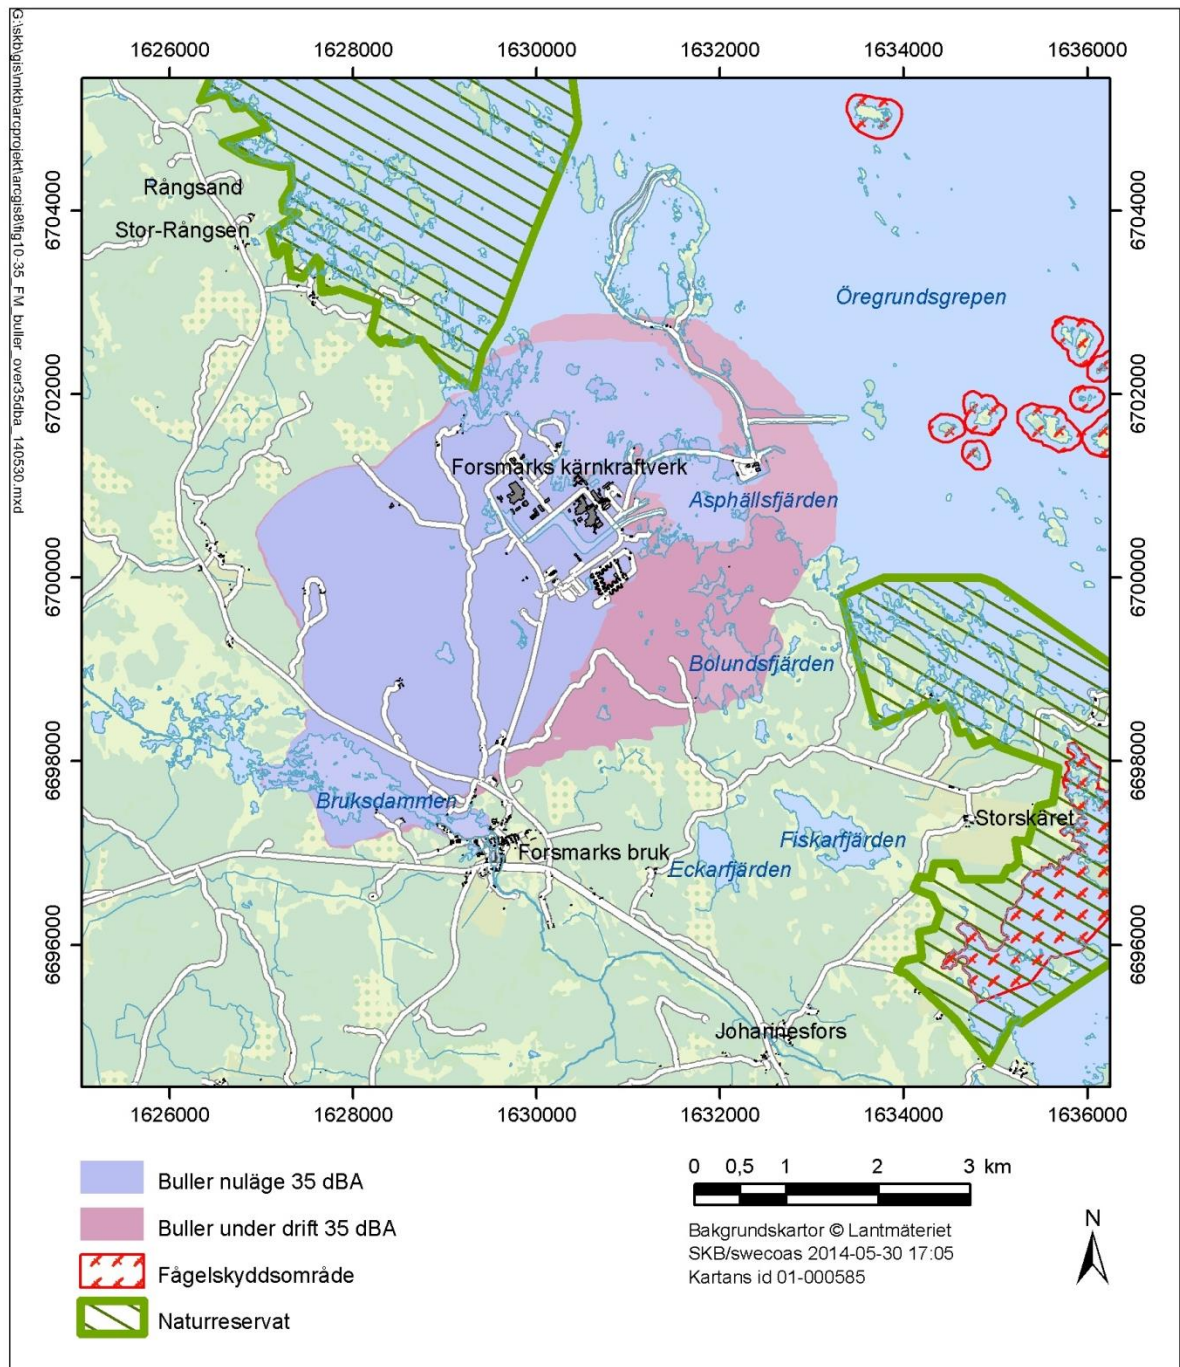 G:\skb\gis\mkb\arcprojekt\arcgis8\fig10-35_FM_buller_over35dba_140530.mxd
1626000 1628000 1630000 1632000 1634000 1636000
6704000 6704000
6702000 6702000
6700000 6700000
6698000 6698000
6696000 6696000
Rångsand
Stor-Rångsen
Öregrundsgrepen
Forsmarks kärnkraftverk
Asphällsfjärden
Bolundsfjärden
Bruksdammen
Storskäret
Fiskarfjärden
Forsmarks bruk
Eckarfjärden
Johannesfors
1626000 1628000 1630000 1632000 1634000 1636000
Buller nuläge 35 dBA
Buller under drift 35 dBA
Fågelskyddsområde
Naturreservat
0 0,5 1 2 3 km
Bakgrundskartor © Lantmäteriet
SKB/swecoas 2014-05-30 17:05
Kartans id 01-000585
N